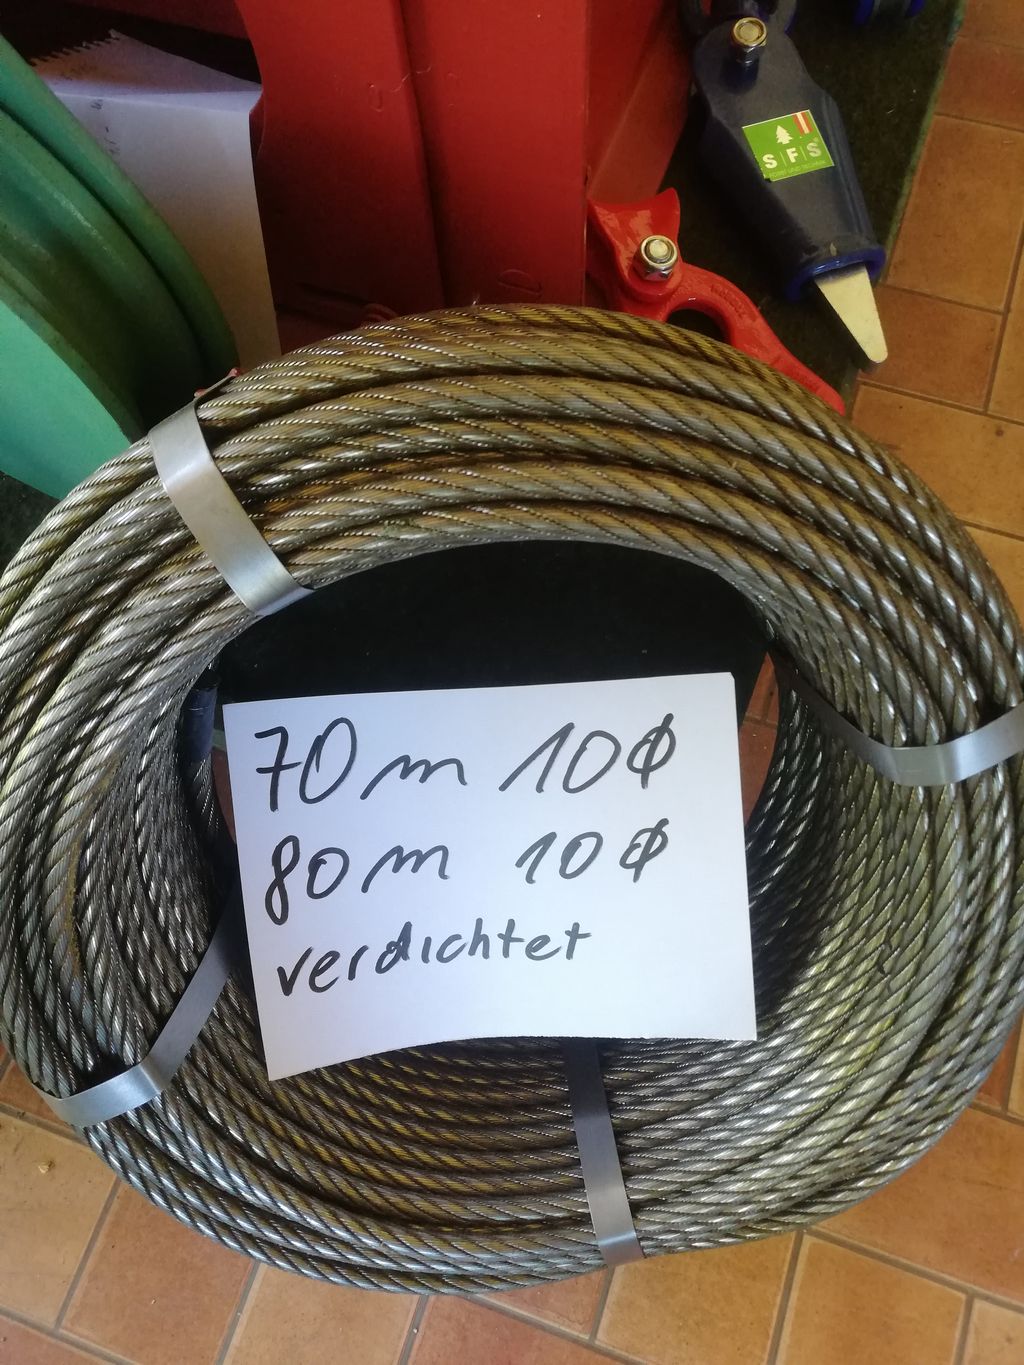 S|F|S
70m 10Ø
80m 10Ø
verdichtet